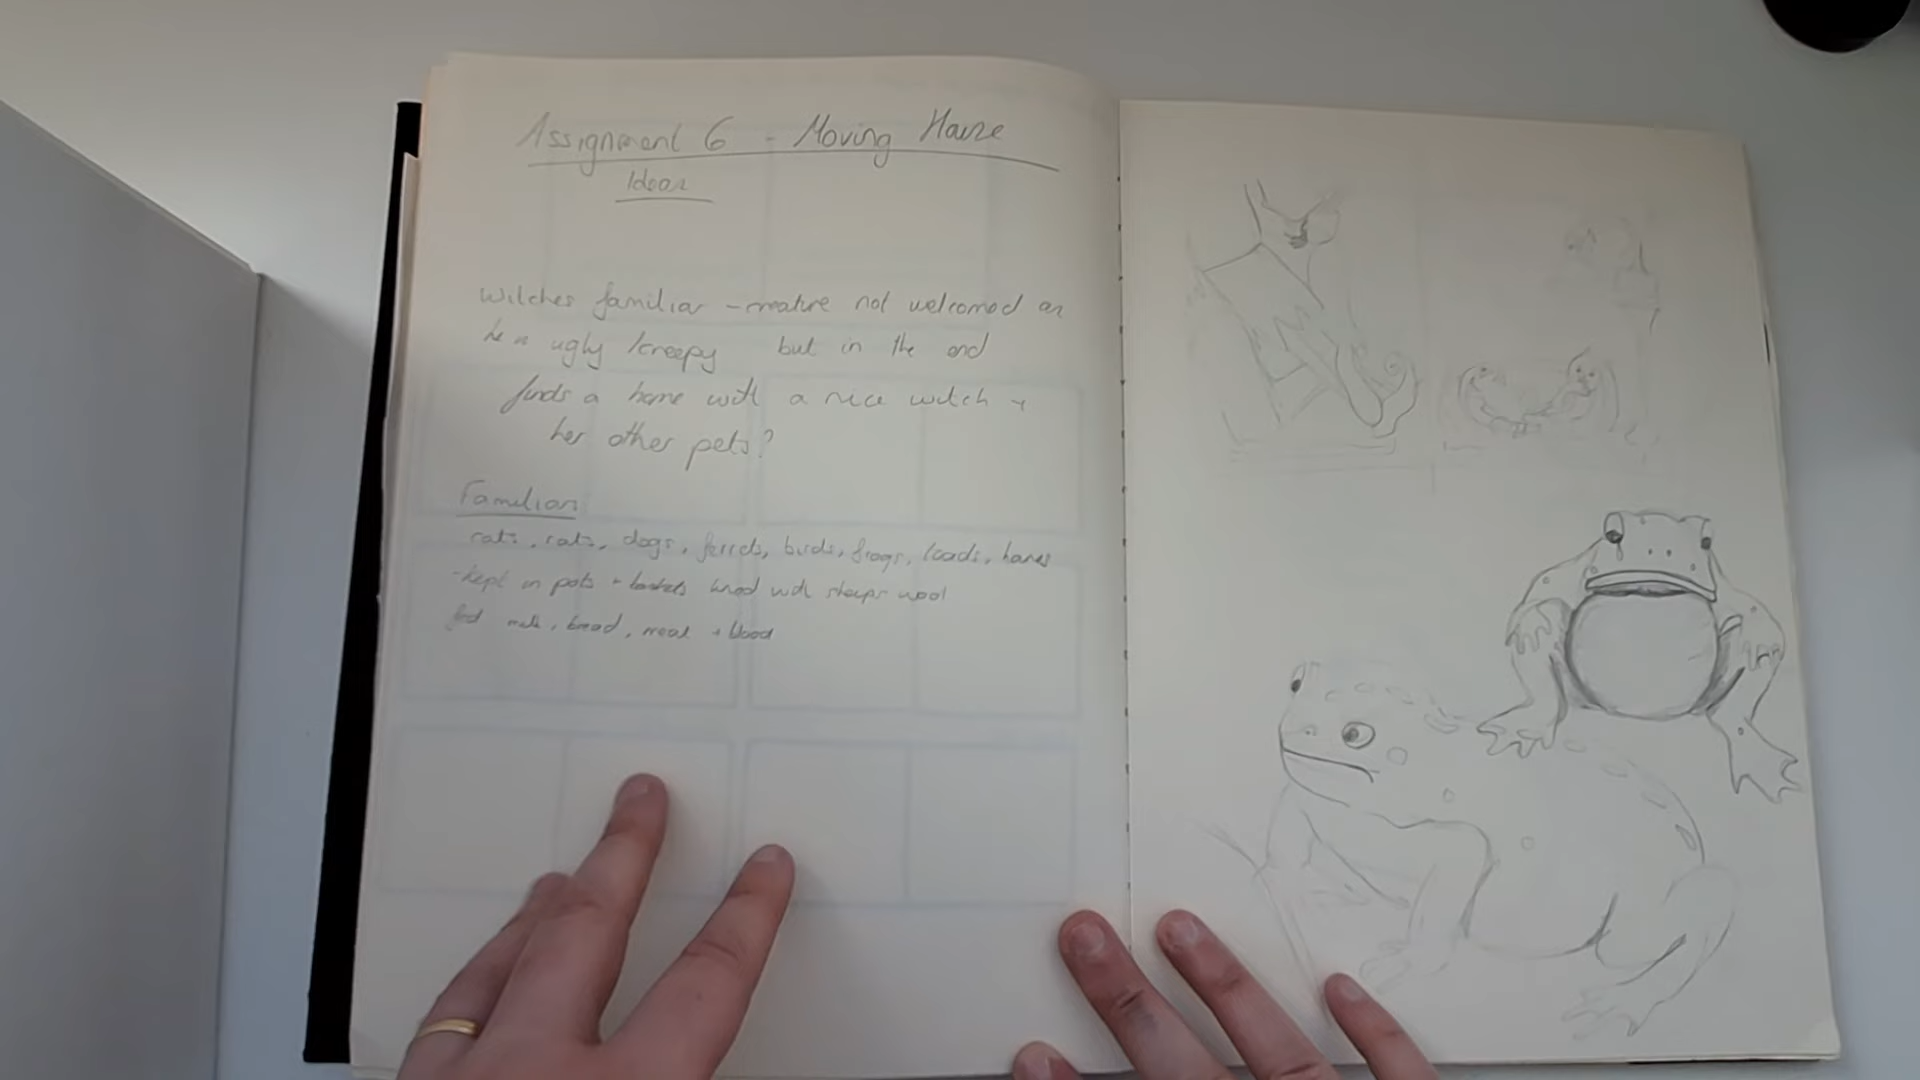 Assignment 6 - Moving House
Ideas
Witches familiar - creature not welcomed as
he is ugly / creepy but in the end
finds a home with a nice witch +
her other pets?
Familiars
cats, rats, dogs, ferrets, birds, frogs, toads, hares
- kept in pots + baskets lined with sheeps wool
fed milk, bread, meat + blood